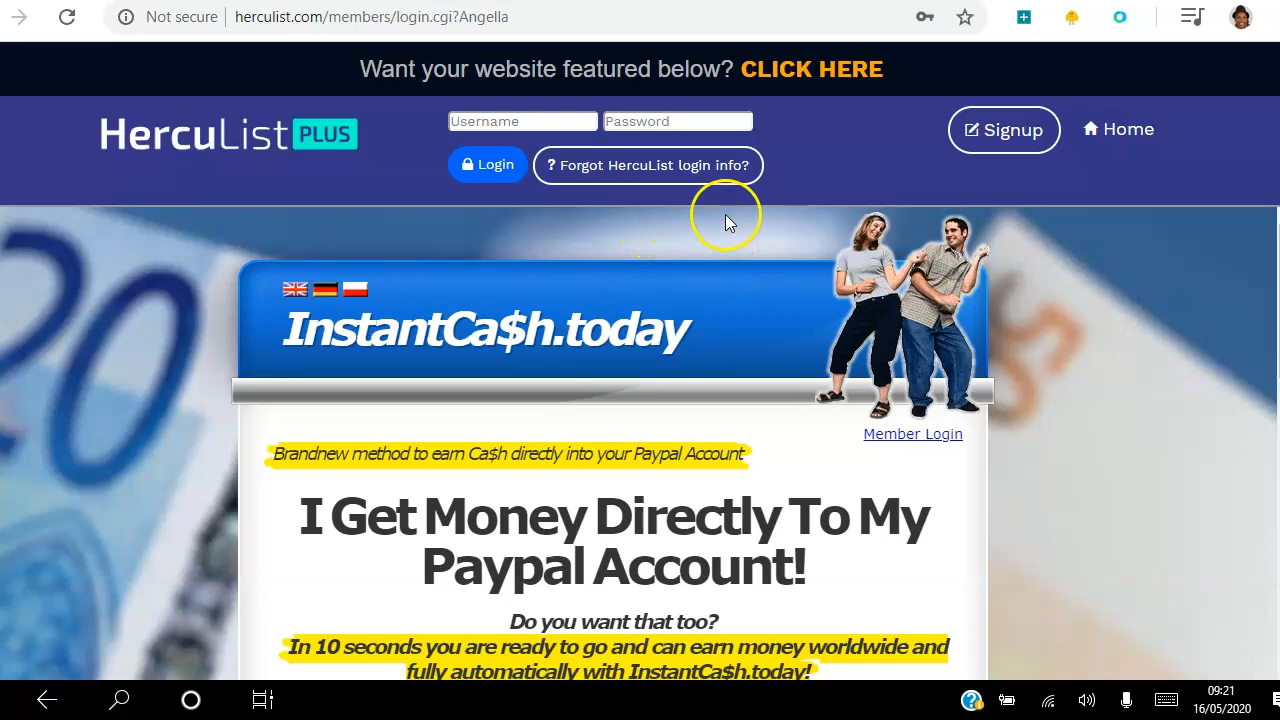 Not secure herculist.com/members/login.cgi?Angella
Want your website featured below? CLICK HERE
HercuList PLUS
Username Password
Login ? Forgot HercuList login info?
Signup Home
InstantCa$h.today
Member Login
Brandnew method to earn Ca$h directly into your Paypal Account
I Get Money Directly To My
Paypal Account!
Do you want that too?
In 10 seconds you are ready to go and can earn money worldwide and
fully automatically with InstantCa$h.today!
20
09:21
16/05/2020